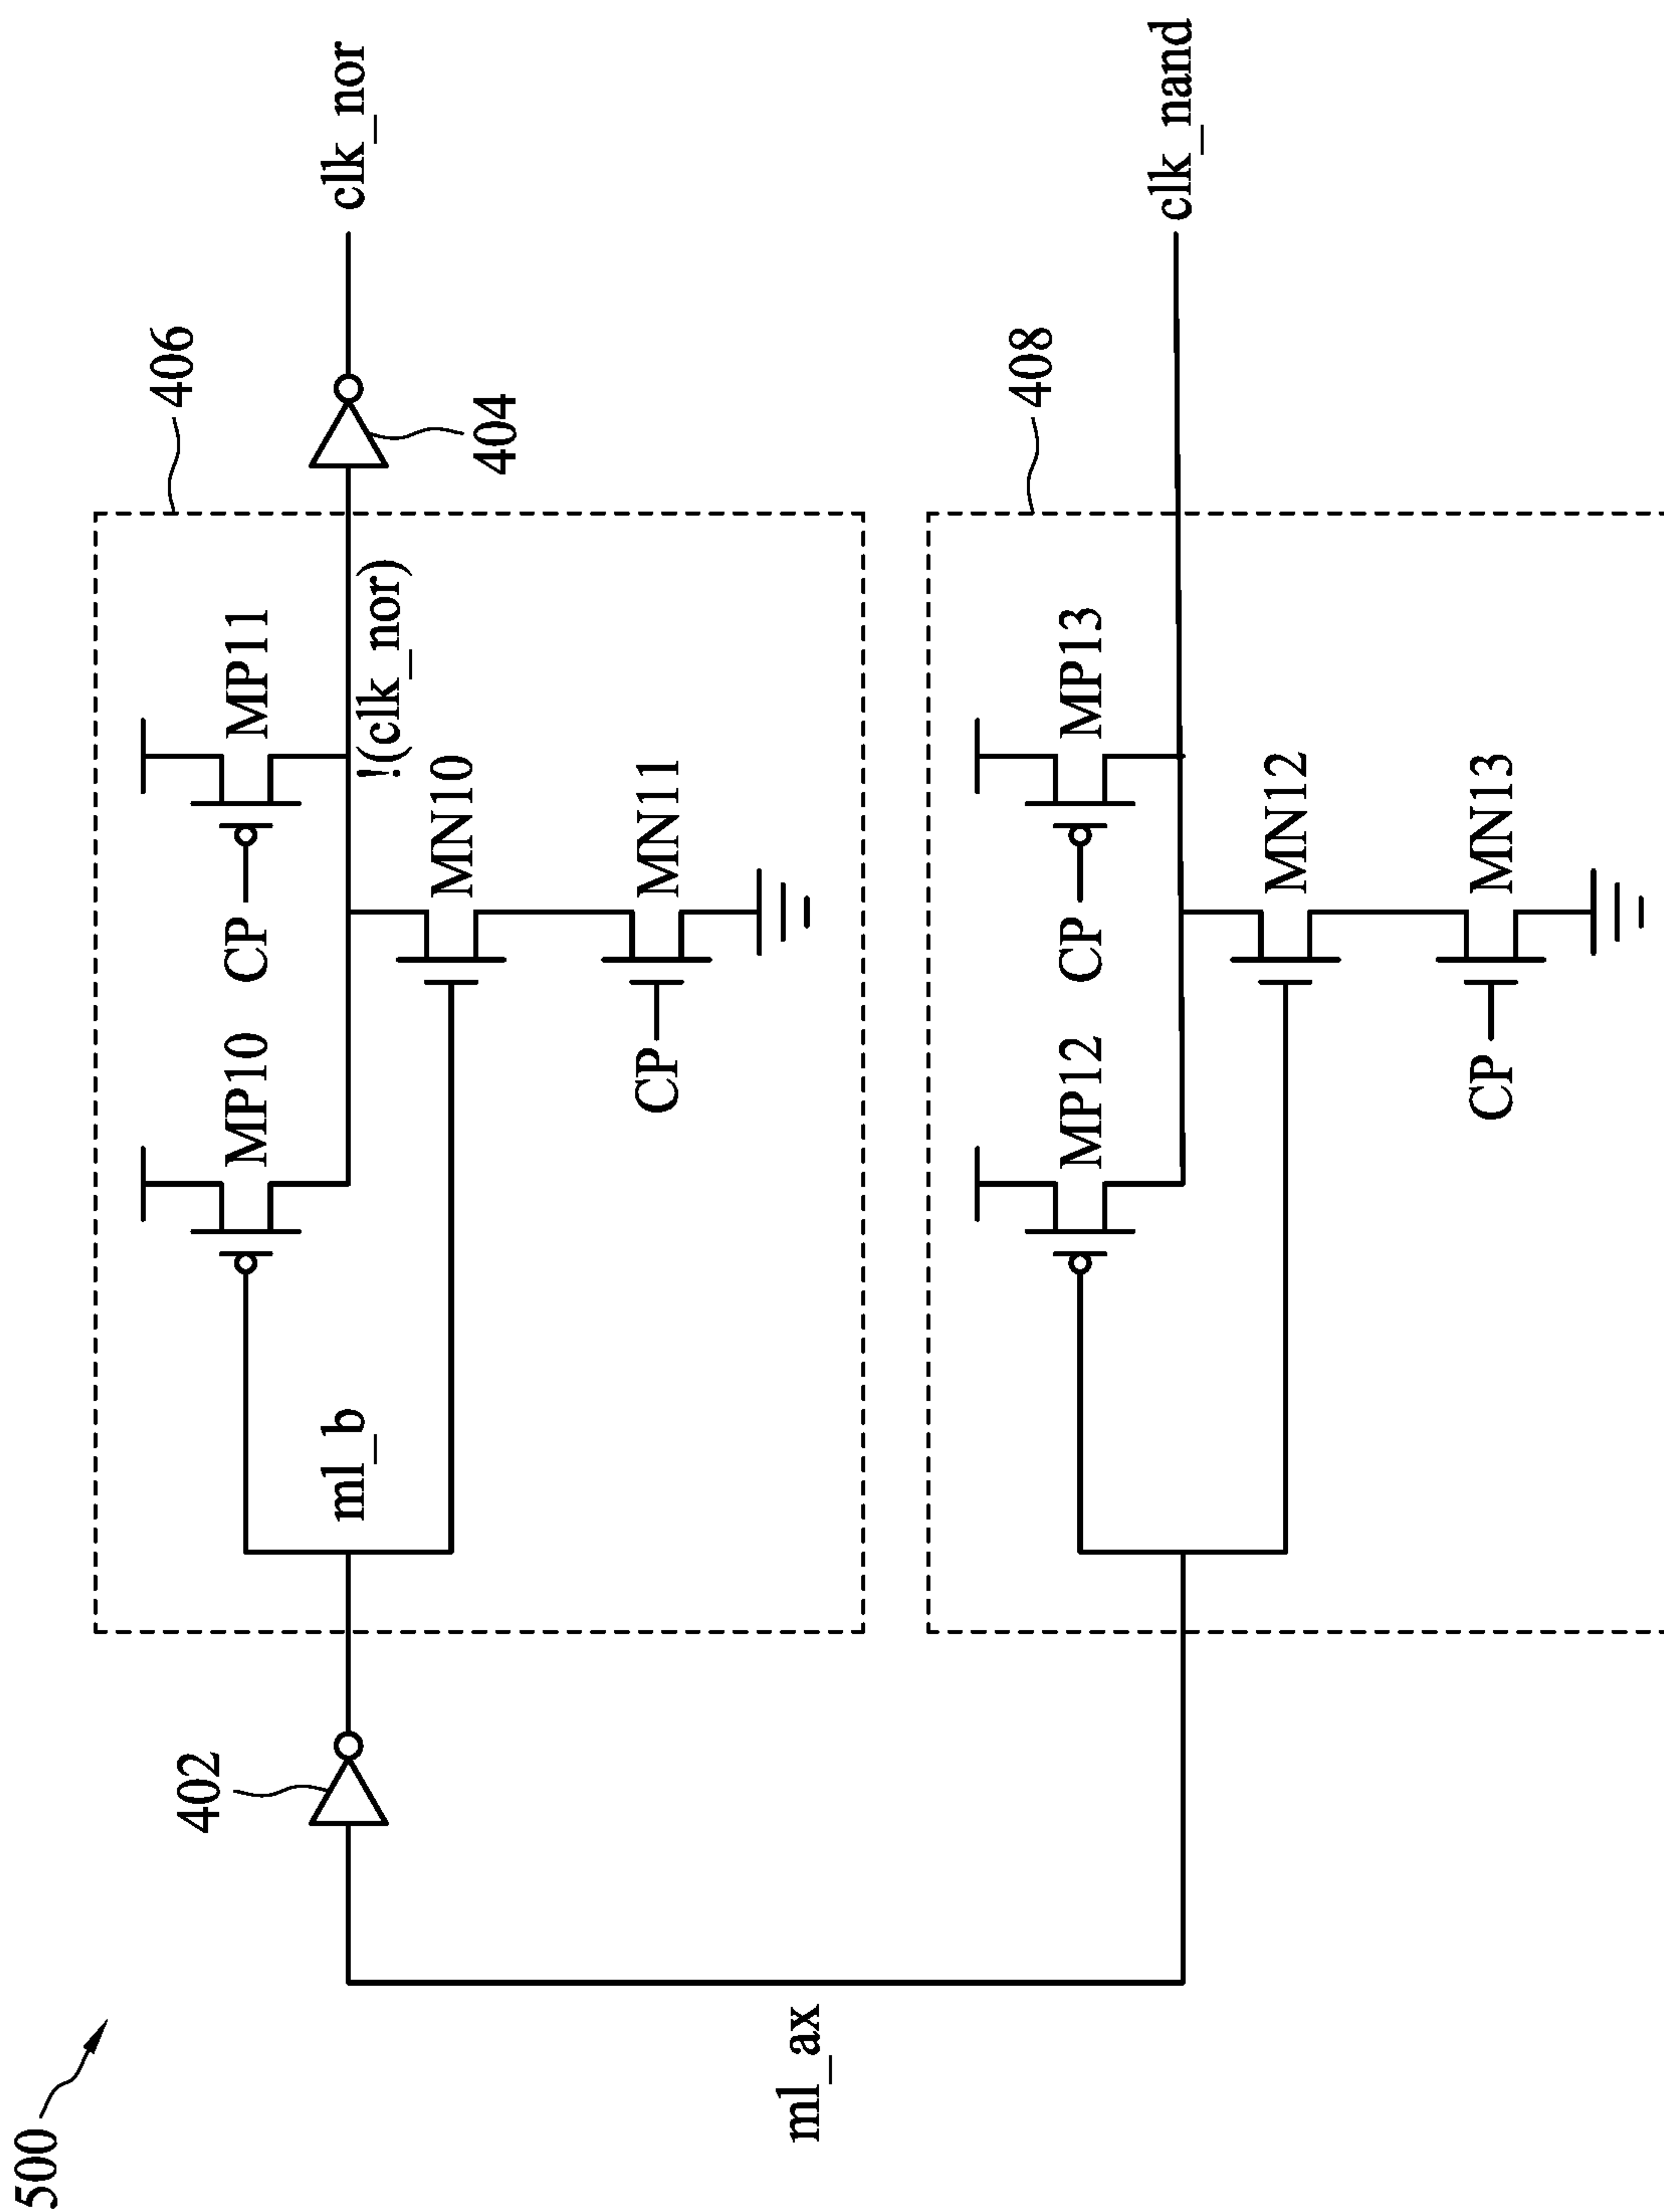 500
402
ml_ax
406
MP10
MP11
CP
ml_b
!(clk_nor)
MN10
CP
MN11
404
clk_nor
408
MP12
MP13
CP
MN12
CP
MN13
clk_nand